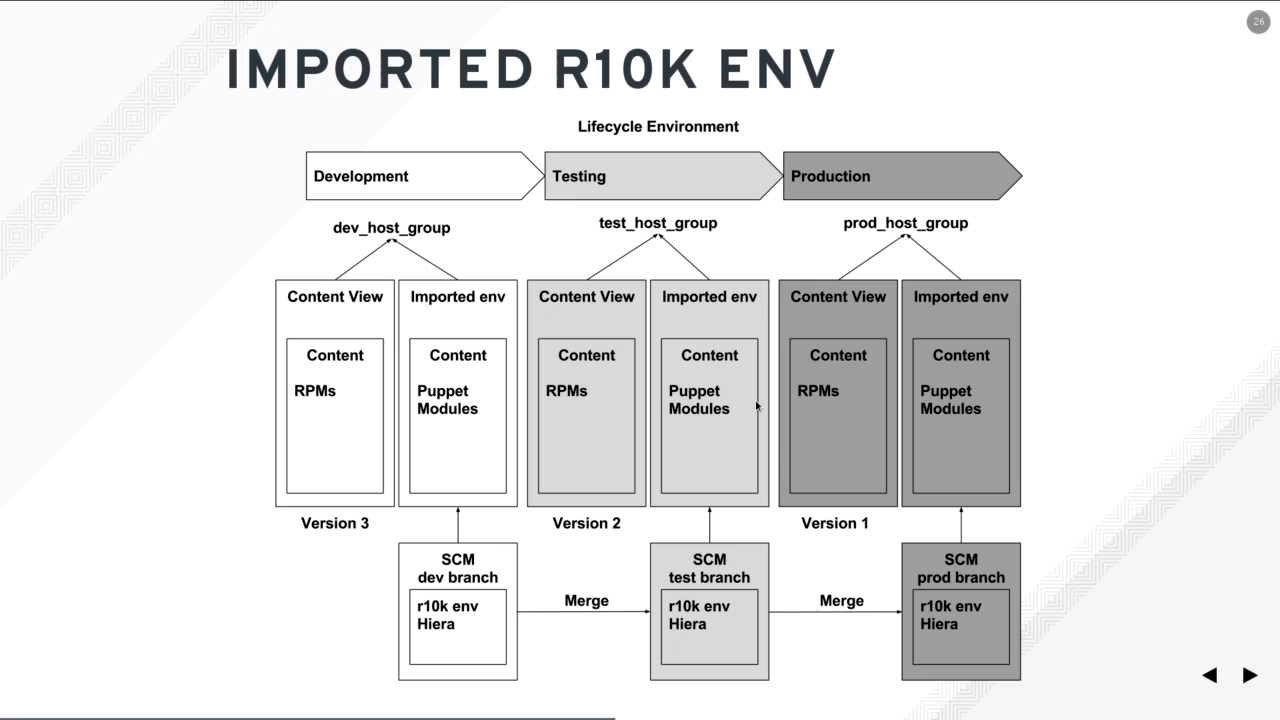 26
IMPORTED R10K ENV
Lifecycle Environment
Development
Testing
Production
dev_host_group
test_host_group
prod_host_group
Content View
Imported env
Content View
Imported env
Content View
Imported env
Content
RPMs
Content
Puppet
Modules
Content
RPMs
Content
Puppet
Modules
Content
RPMs
Content
Puppet
Modules
Version 3
Version 2
Version 1
SCM
dev branch
r10k env
Hiera
Merge
SCM
test branch
r10k env
Hiera
Merge
SCM
prod branch
r10k env
Hiera